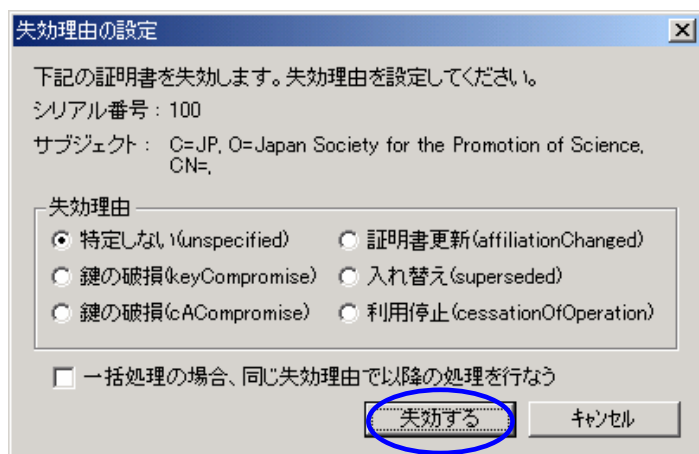 失効理由の設定
下記の証明書を失効します。失効理由を設定してください。
シリアル番号： 100
サブジェクト： C=JP, O=Japan Society for the Promotion of Science,
CN=,
失効理由
特定しない(unspecified) 証明書更新(affiliationChanged)
鍵の破損(keyCompromise) 入れ替え(superseded)
鍵の破損(cACompromise) 利用停止(cessationOfOperation)
一括処理の場合、同じ失効理由で以降の処理を行なう
失効する キャンセル